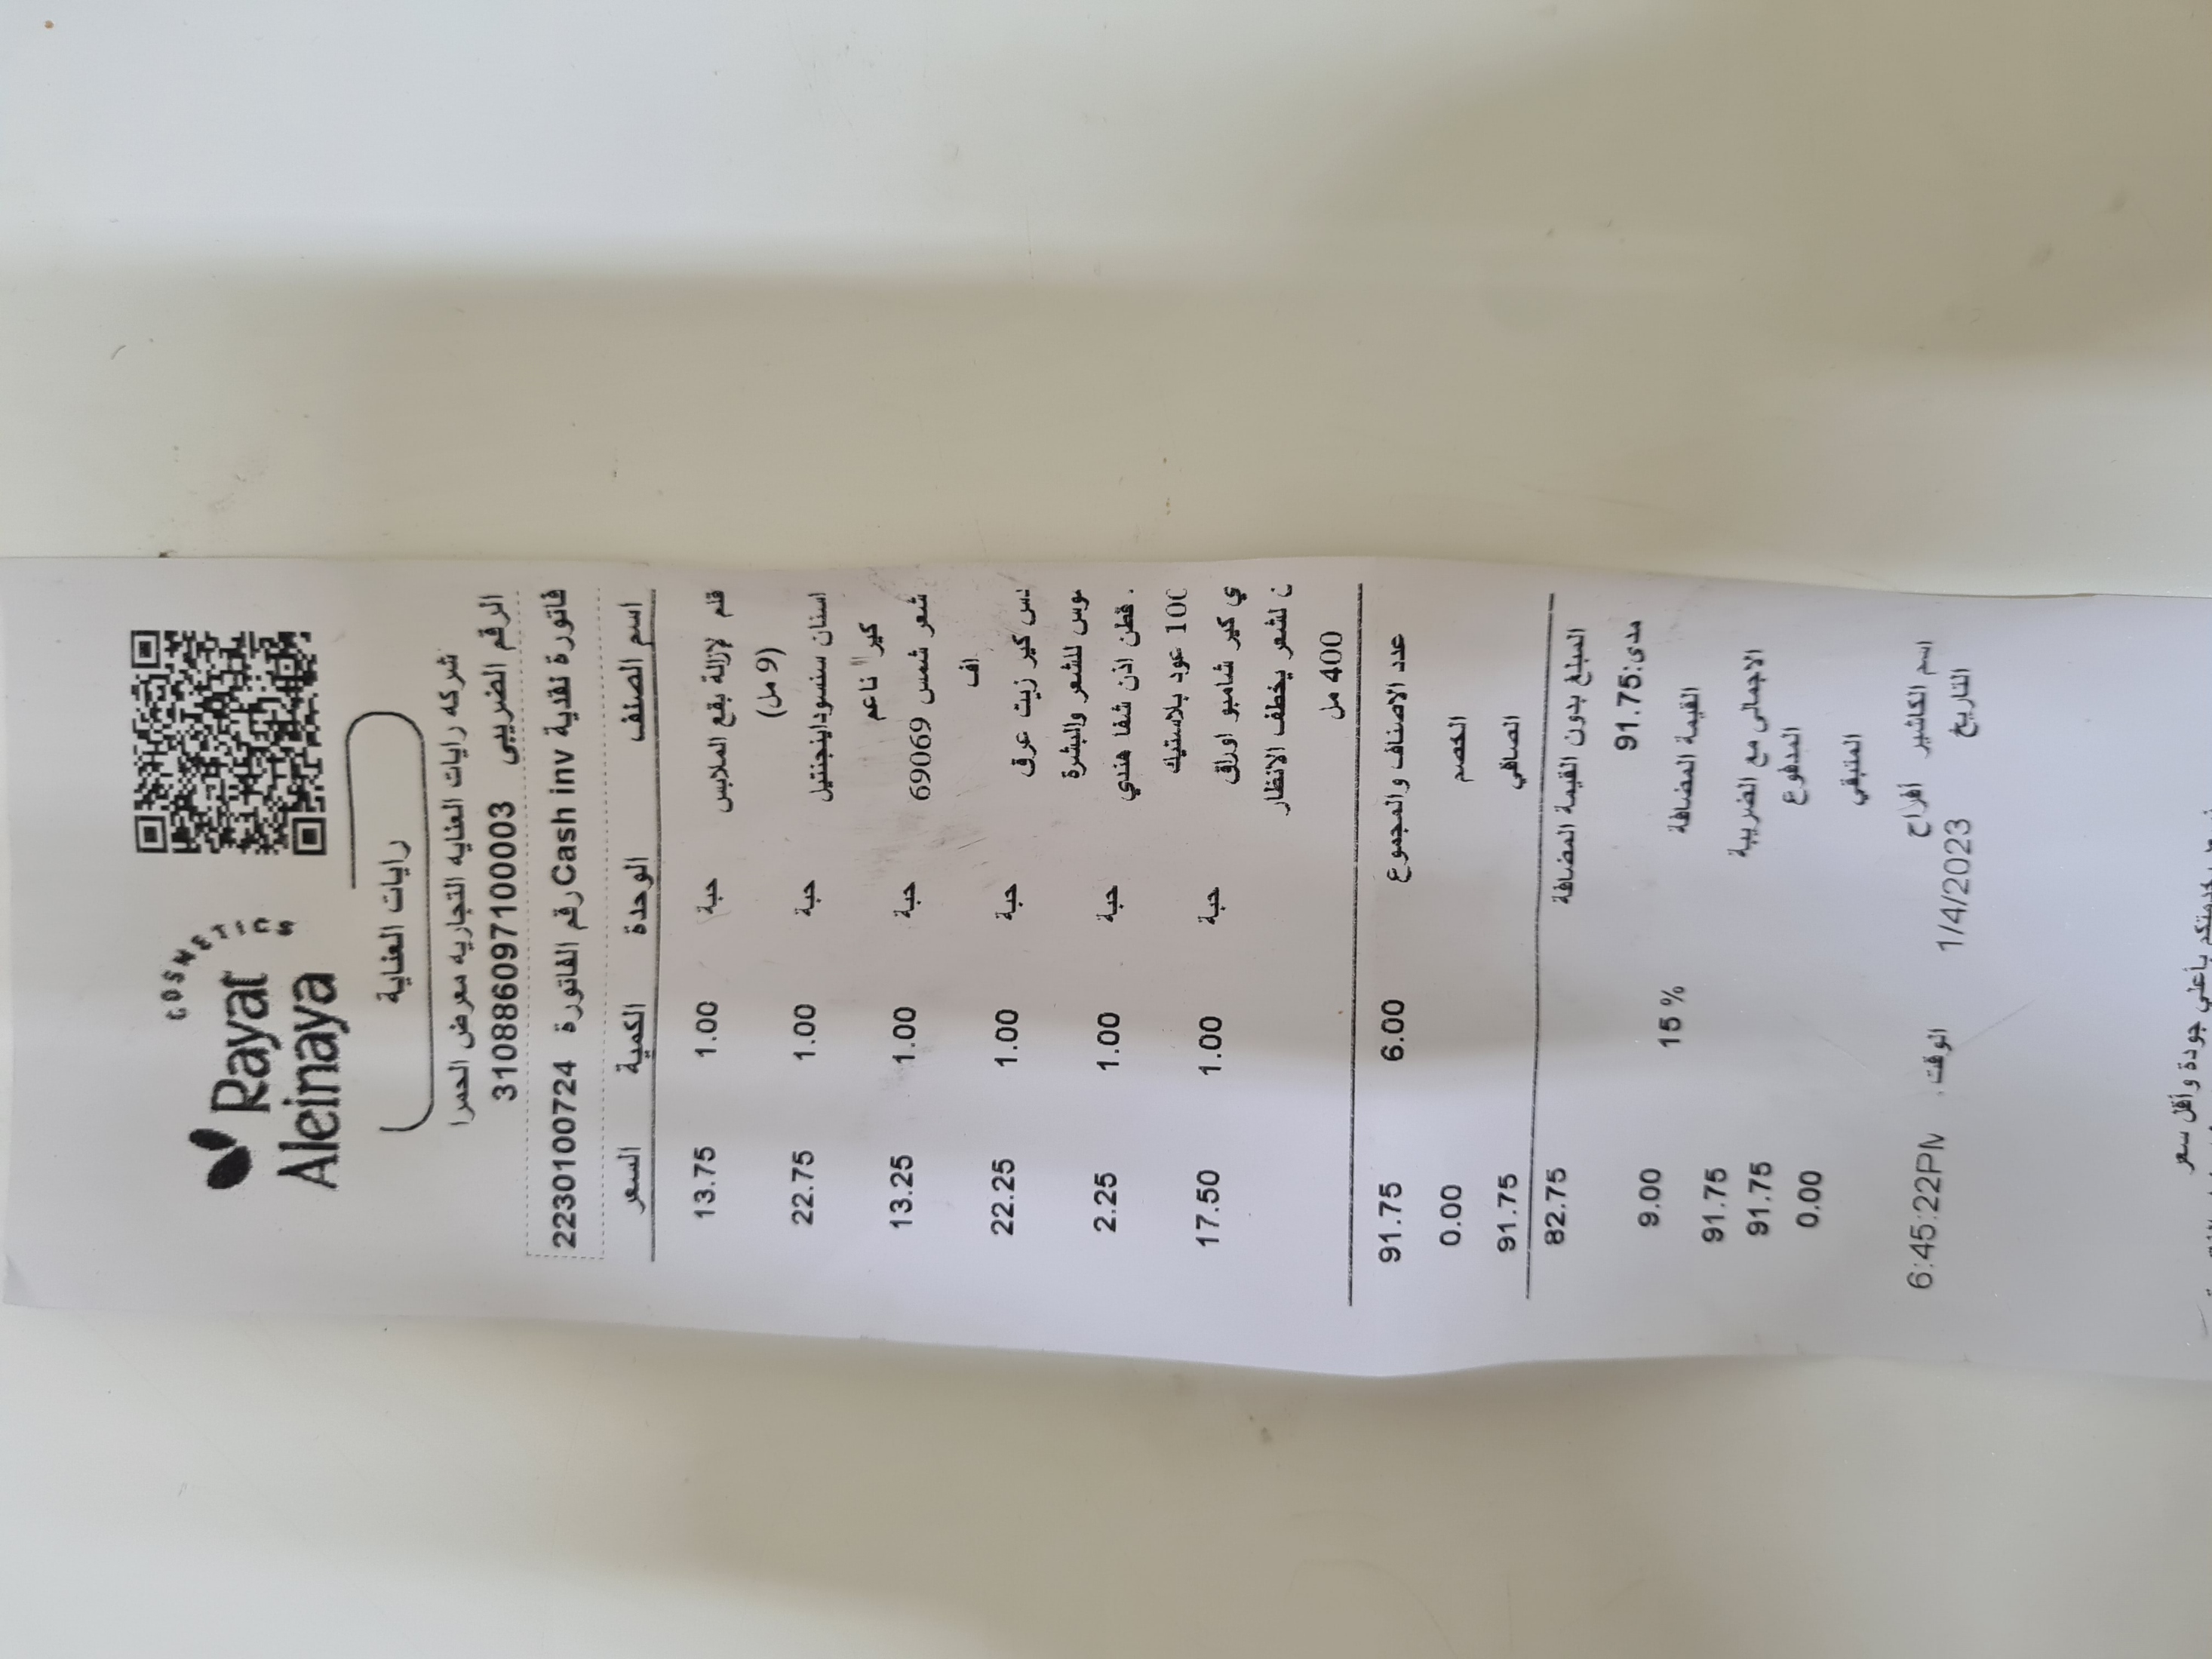 COSMETICS
Rayat
Aleinaya
رايات العناية
شركه رايات العنايه التجاريه معرض الحمرا
الرقم الضريبى 310886097100003
فاتورة نقدية Cash inv رقم الفاتورة 2230100724
اسم الصنف الوحدة الكمية السعر
قلم لإزالة بقع الملابس حبة 1.00 13.75
(9 مل)
اسنان سنسوداينجنتيل حبة 1.00 22.75
كير" ناعم
شعر شمس 69069 حبة 1.00 13.25
اف
دس كير زيت عرق حبة 1.00 22.25
سوس للشعر والبشرة
. قطن اذن شفا هندي حبة 1.00 2.25
100 عود بلاستيك
ي كير شامبو اوراق حبة 1.00 17.50
ن لشعر يخطف الانظار
400 مل
عدد الاصناف والمجموع 6.00 91.75
الخصم 0.00
الصافي 91.75
المبلغ بدون القيمة المضافة 82.75
مدى:91.75
القيمة المضافة 15 % 9.00
الاجمالى مع الضريبة 91.75
المدفوع 91.75
المتبقي 0.00
اسم الكاشير أفراح
التاريخ 1/4/2023 الوقت . 6:45:22PM
بأعلي جودة وأقل سعر